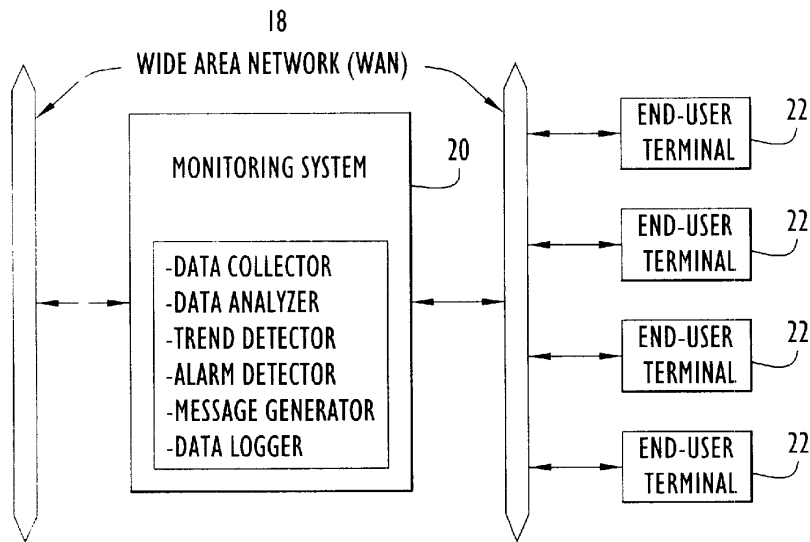 18
WIDE AREA NETWORK (WAN)
MONITORING SYSTEM
20
-DATA COLLECTOR
-DATA ANALYZER
-TREND DETECTOR
-ALARM DETECTOR
-MESSAGE GENERATOR
-DATA LOGGER
END-USER
TERMINAL
22
END-USER
TERMINAL
22
END-USER
TERMINAL
22
END-USER
TERMINAL
22